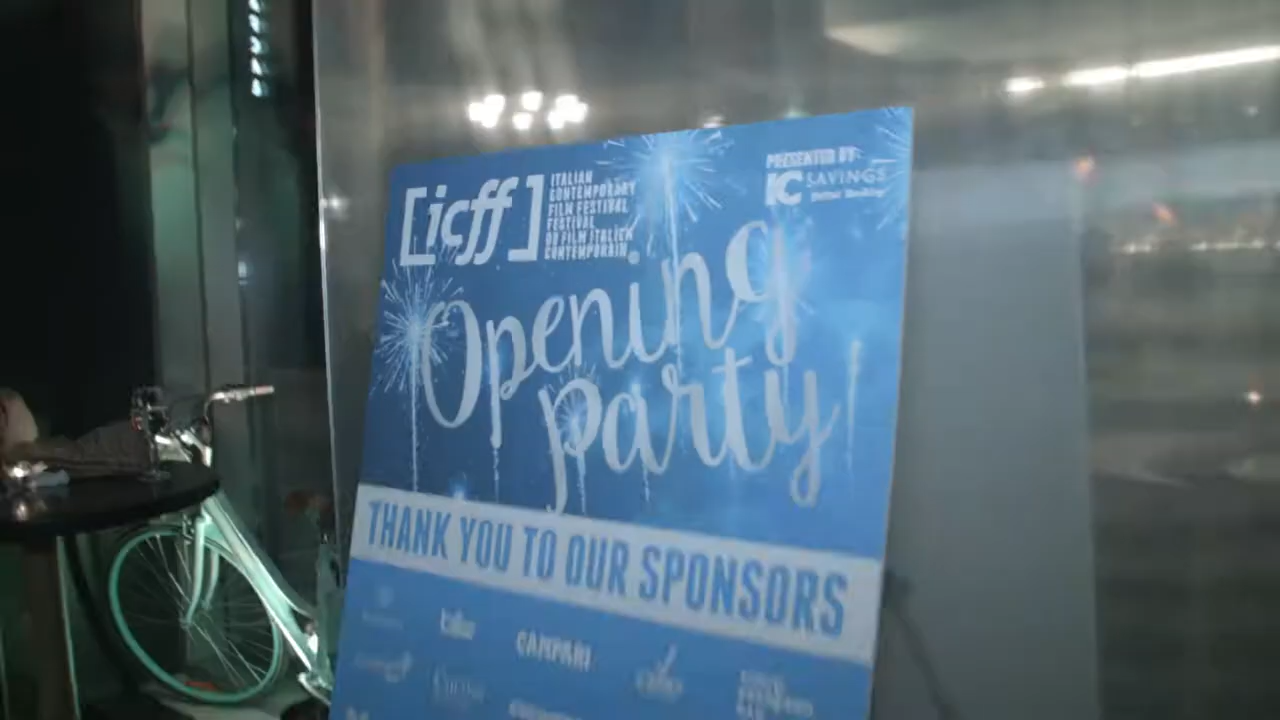 [icff]
ITALIAN
CONTEMPORARY
FILM FESTIVAL
FESTIVAL
DU FILM ITALIEN
CONTEMPORAIN
PRESENTED BY:
IC SAVINGS
Opening
party
THANK YOU TO OUR SPONSORS
CAMPARI